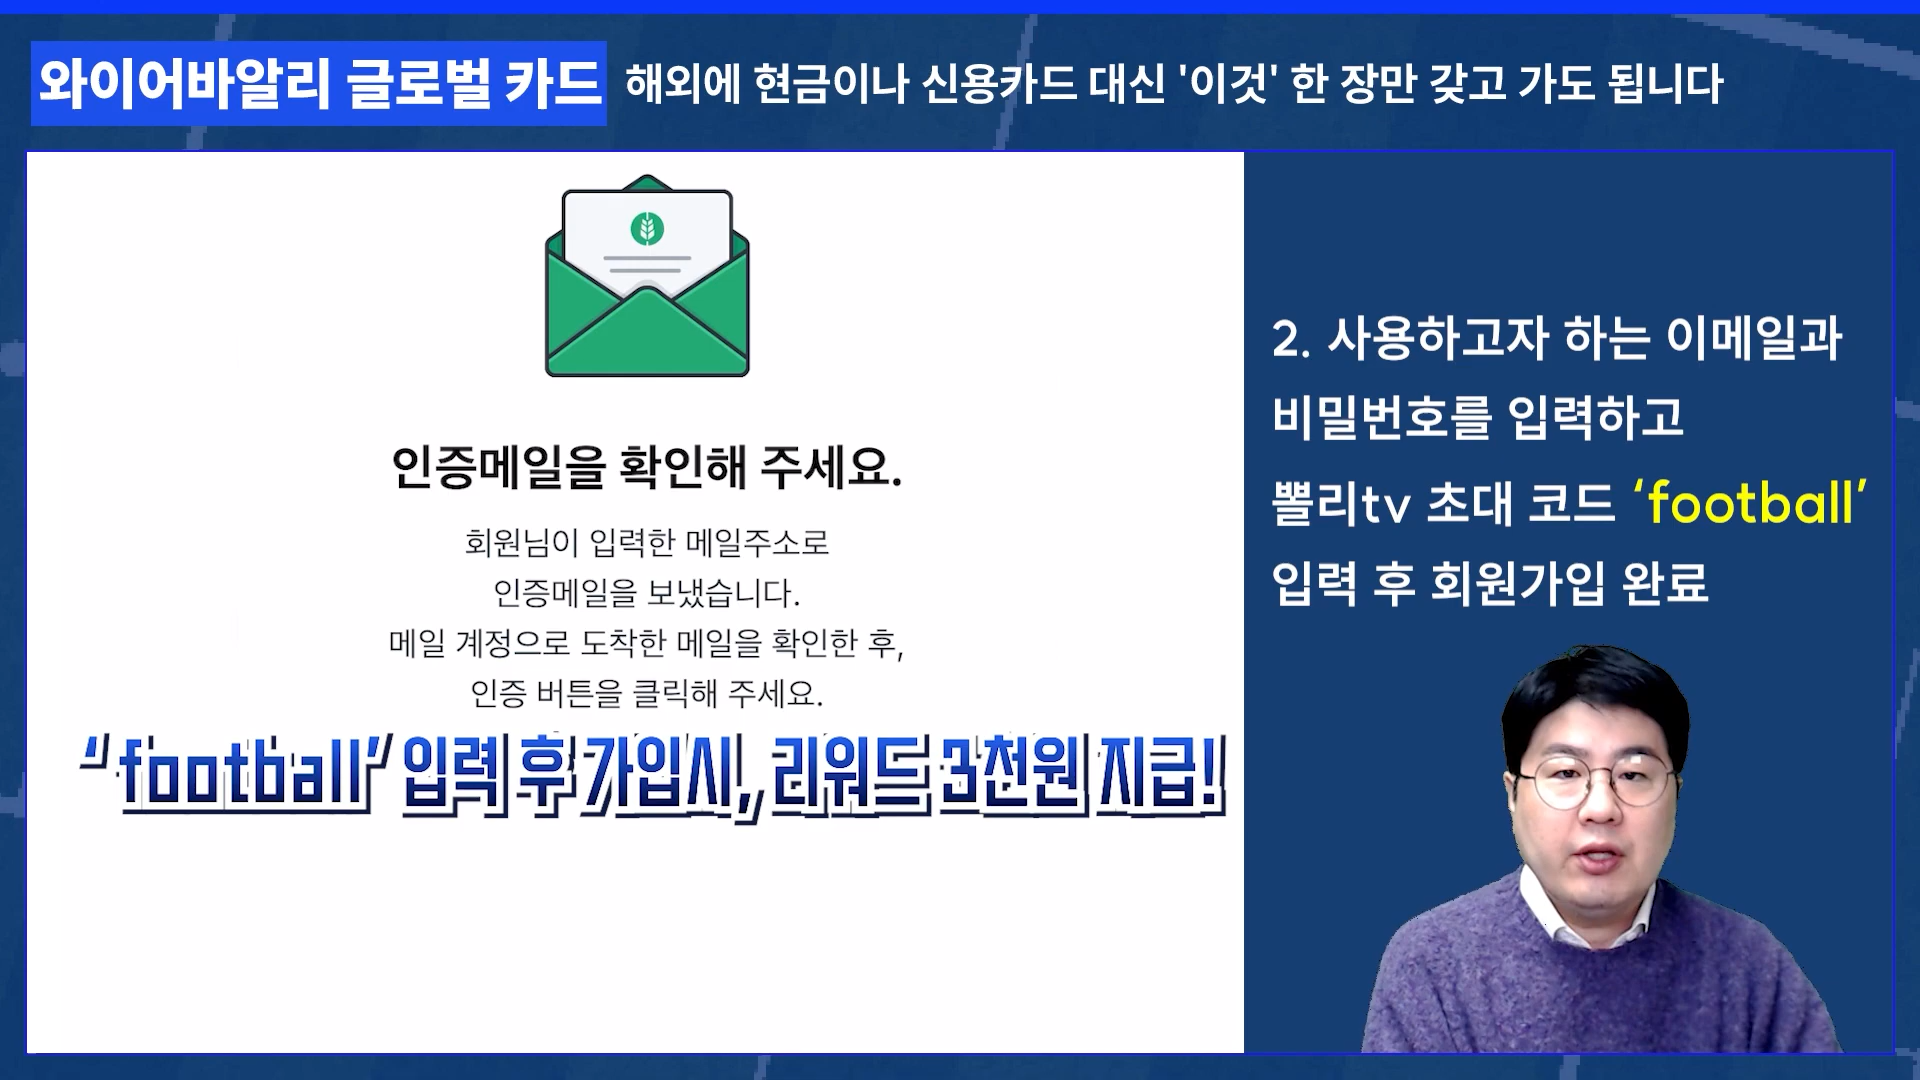 와이어바알리 글로벌 카드 해외에 현금이나 신용카드 대신 '이것' 한 장만 갖고 가도 됩니다
인증메일을 확인해 주세요.
회원님이 입력한 메일주소로
인증메일을 보냈습니다.
메일 계정으로 도착한 메일을 확인한 후,
인증 버튼을 클릭해 주세요.
'football' 입력 후 가입시, 리워드 3천원 지급!
2. 사용하고자 하는 이메일과
비밀번호를 입력하고
뽈리tv 초대 코드 ‘football’
입력 후 회원가입 완료